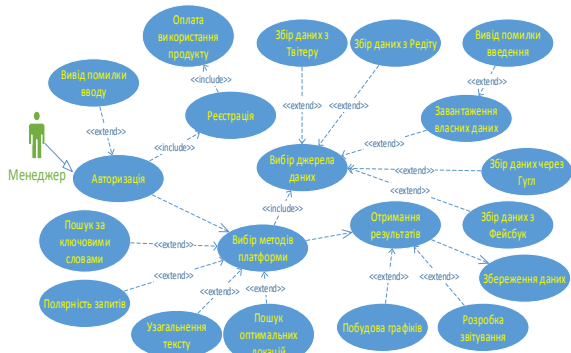 Оплата
використання
продукту
Збір даних з
Твітеру
Збір даних з Редіту
Вивід помилки
введення
Вивід помилки
вводу
<<include>>
<<extend>>
Реєстрація
<<extend>>
<<extend>>
Завантаження
власних даних
<<extend>>
<<include>>
<<extend>>
Менеджер
Авторизація
Вибір джерела
даних
<<extend>>
Збір даних через
Гугл
<<extend>>
<<include>>
Пошук за
ключовими
словами
<<extend>>
Вибір методів
платформи
Отримання
результатів
Збір даних з
Фейсбук
Полярність запитів
<<extend>>
<<extend>>
<<extend>>
<<extend>>
<<extend>>
Збереження даних
Узагальнення
тексту
Пошук
оптимальних
локацій
Побудова графіків
Розробка
звітування